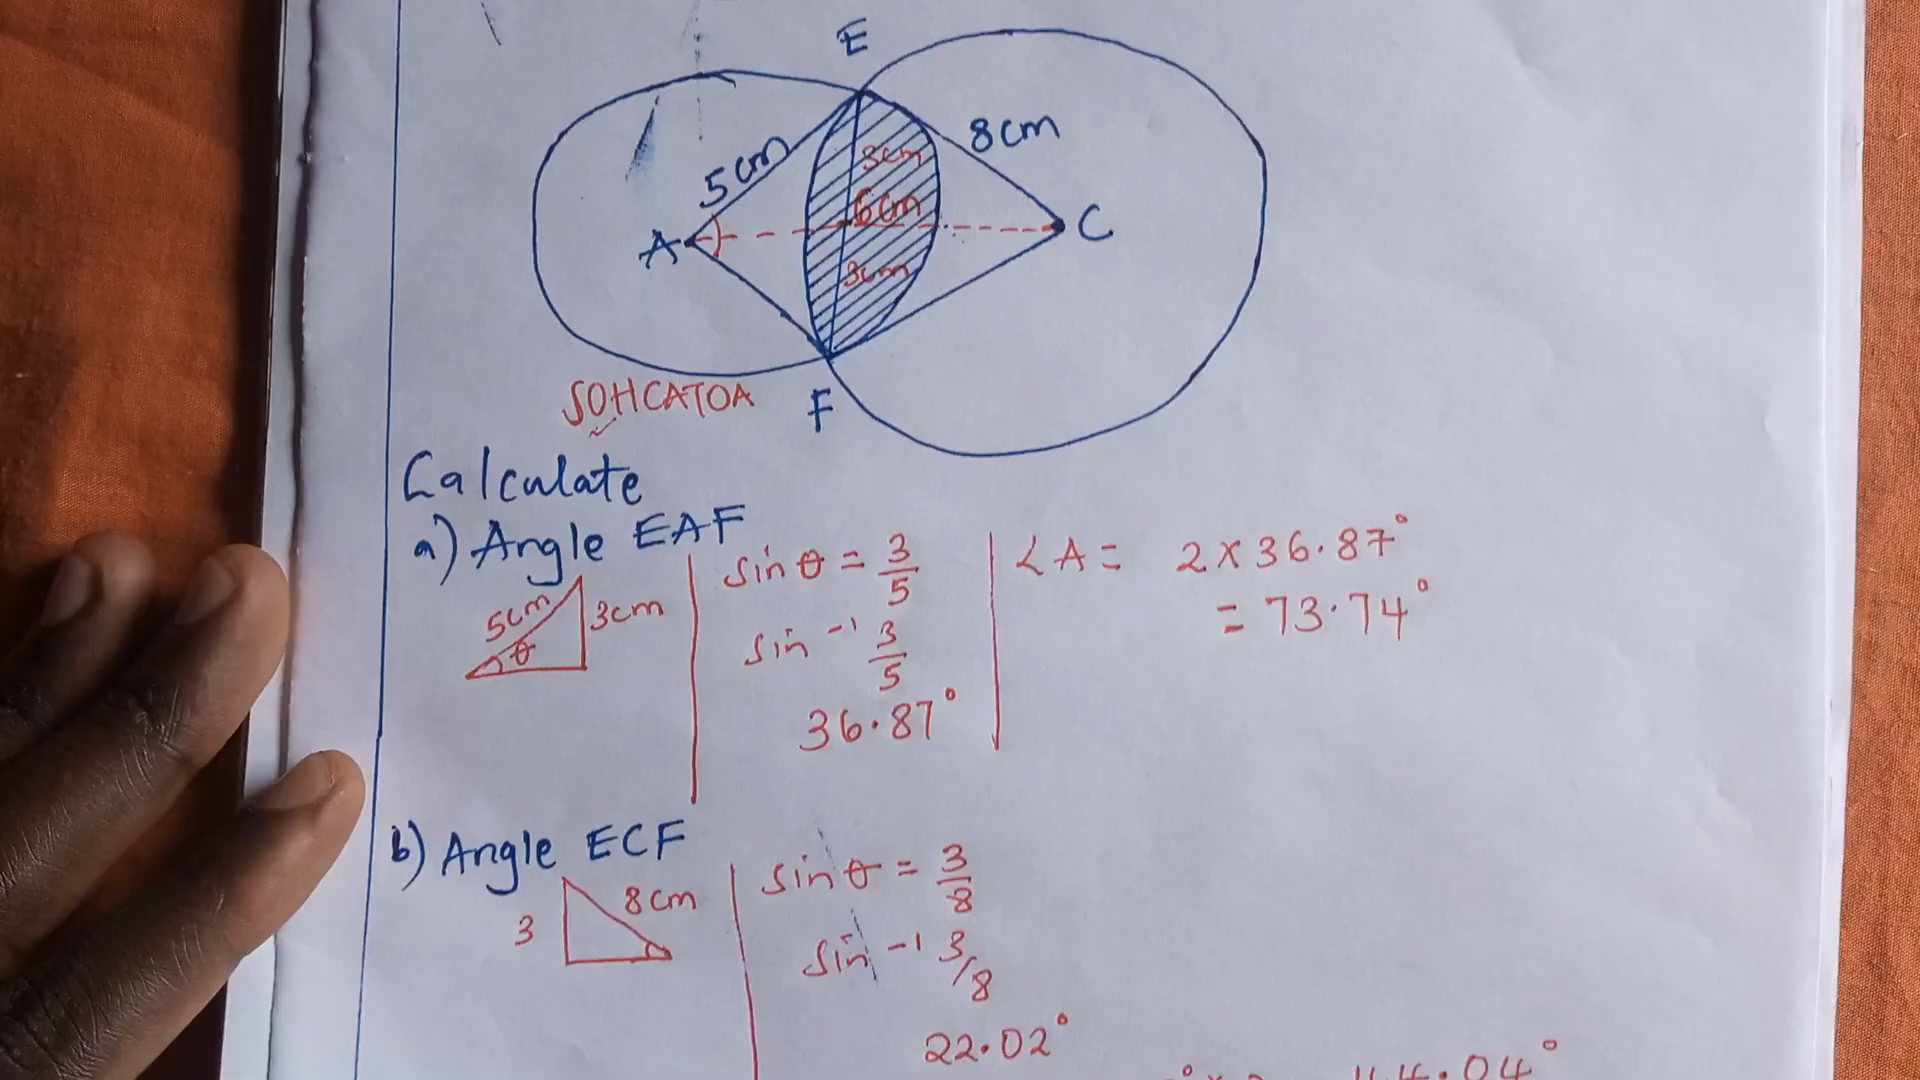 E
8cm
5cm
3cm
6cm
A
C
3cm
SOHCATOA
F
Calculate
a) Angle EAF
5cm
3cm
θ
sin θ = 3/5
sin⁻¹ 3/5
36.87°
∠A = 2 x 36.87°
= 73.74°
b) Angle ECF
3
8cm
sin θ = 3/8
sin⁻¹ 3/8
22.02°
44.04°